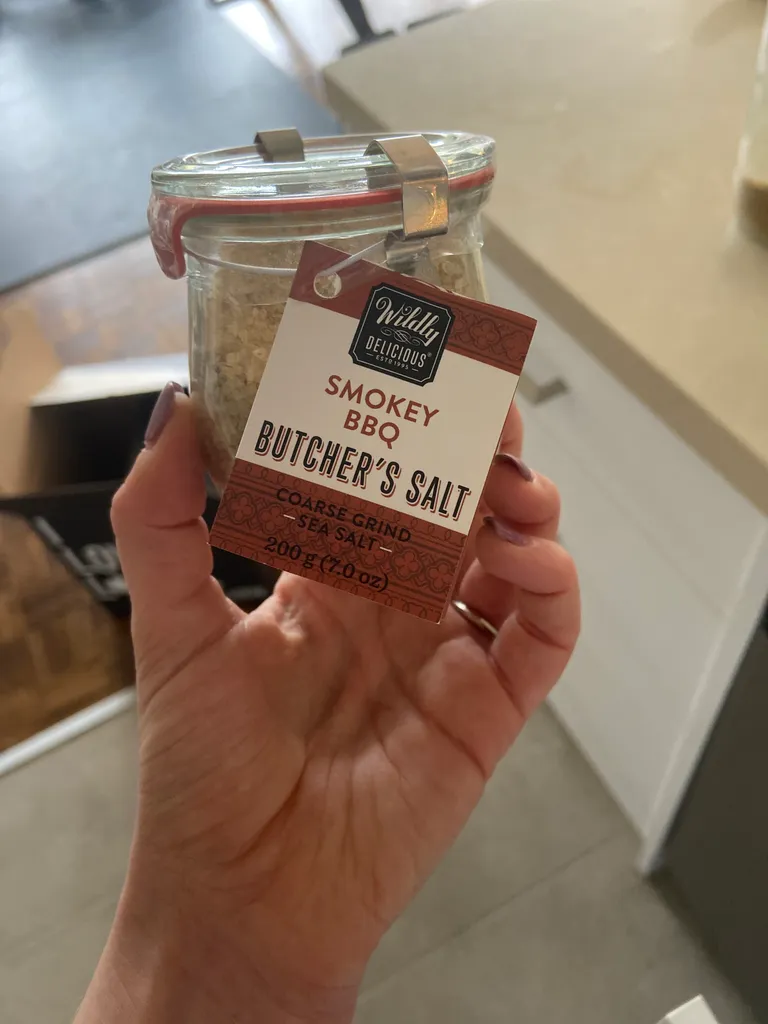 Wildly
DELICIOUS®
ESTD 1995
SMOKEY
BBQ
BUTCHER'S SALT
COARSE GRIND
SEA SALT
200 g (7.0 oz)